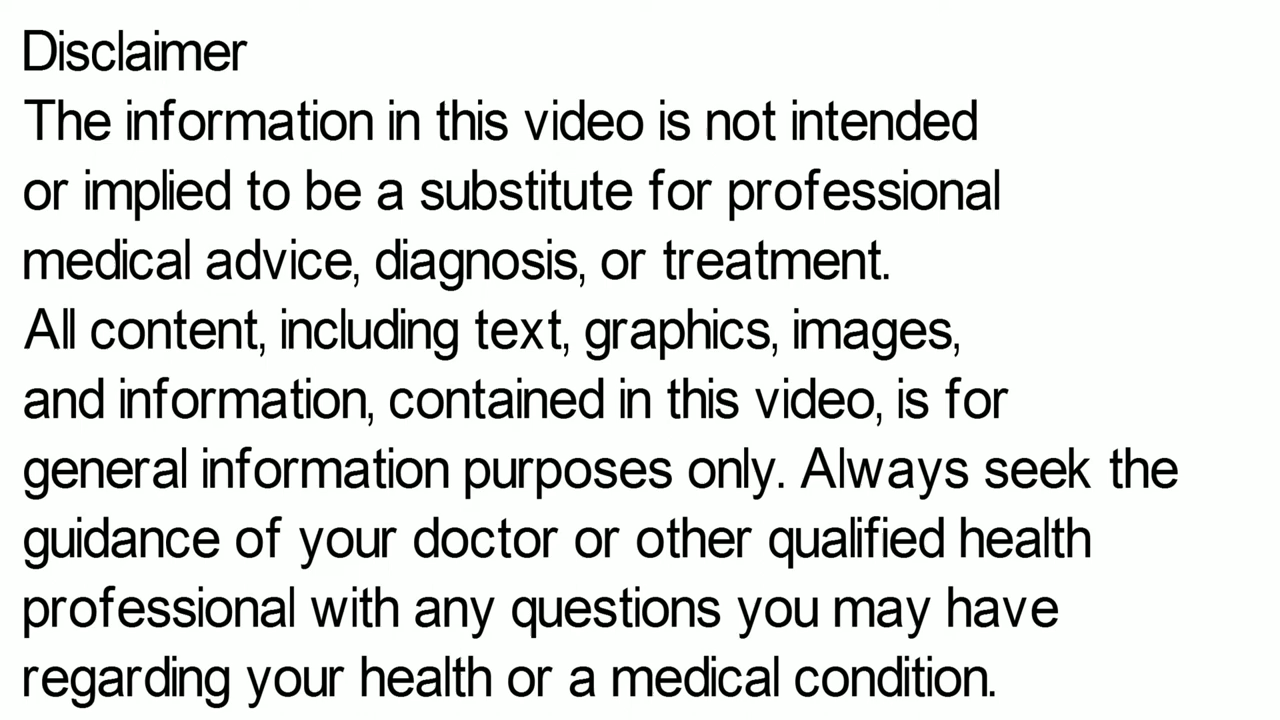 Disclaimer
The information in this video is not intended
or implied to be a substitute for professional
medical advice, diagnosis, or treatment.
All content, including text, graphics, images,
and information, contained in this video, is for
general information purposes only. Always seek the
guidance of your doctor or other qualified health
professional with any questions you may have
regarding your health or a medical condition.